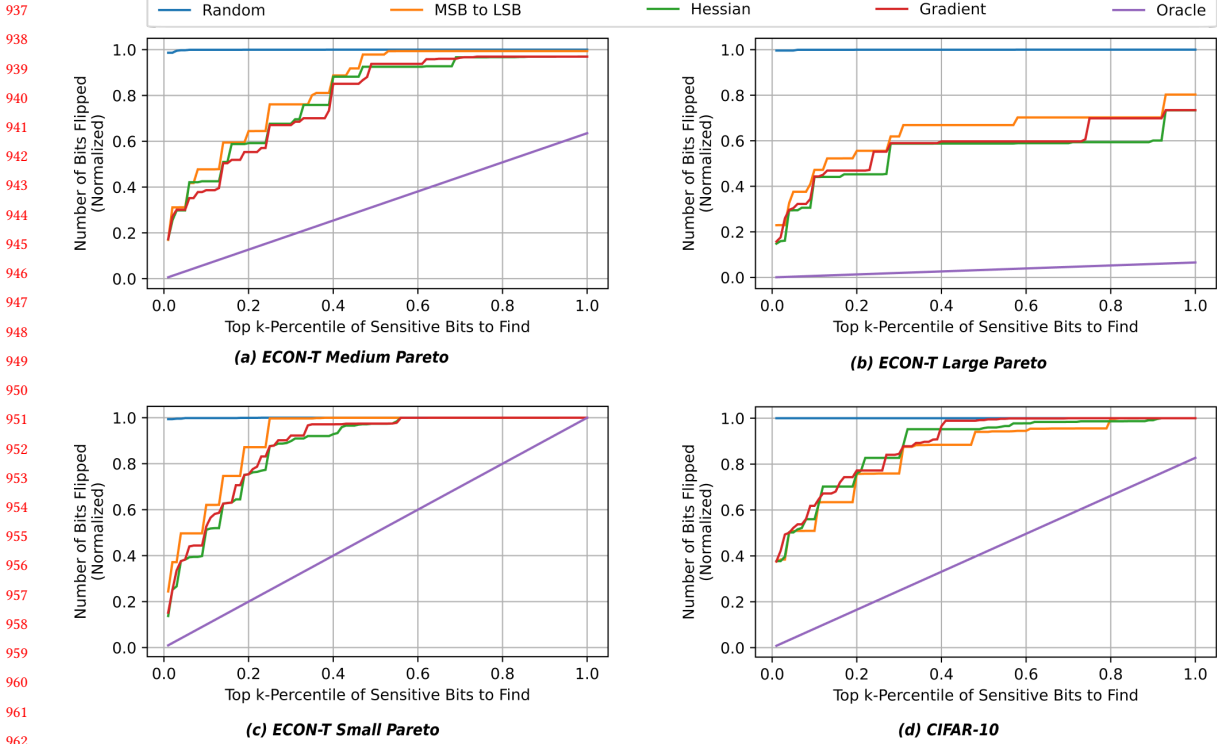 937
938
939
940
941
942
943
944
945
946
947
948
949
950
951
952
953
954
955
956
957
958
959
960
961
962
Random MSB to LSB Hessian Gradient Oracle
Number of Bits Flipped
(Normalized)
1.0
0.8
0.6
0.4
0.2
0.0
0.0 0.2 0.4 0.6 0.8 1.0
Top k-Percentile of Sensitive Bits to Find
(a) ECON-T Medium Pareto
Number of Bits Flipped
(Normalized)
1.0
0.8
0.6
0.4
0.2
0.0
0.0 0.2 0.4 0.6 0.8 1.0
Top k-Percentile of Sensitive Bits to Find
(b) ECON-T Large Pareto
Number of Bits Flipped
(Normalized)
1.0
0.8
0.6
0.4
0.2
0.0
0.0 0.2 0.4 0.6 0.8 1.0
Top k-Percentile of Sensitive Bits to Find
(c) ECON-T Small Pareto
Number of Bits Flipped
(Normalized)
1.0
0.8
0.6
0.4
0.2
0.0
0.0 0.2 0.4 0.6 0.8 1.0
Top k-Percentile of Sensitive Bits to Find
(d) CIFAR-10